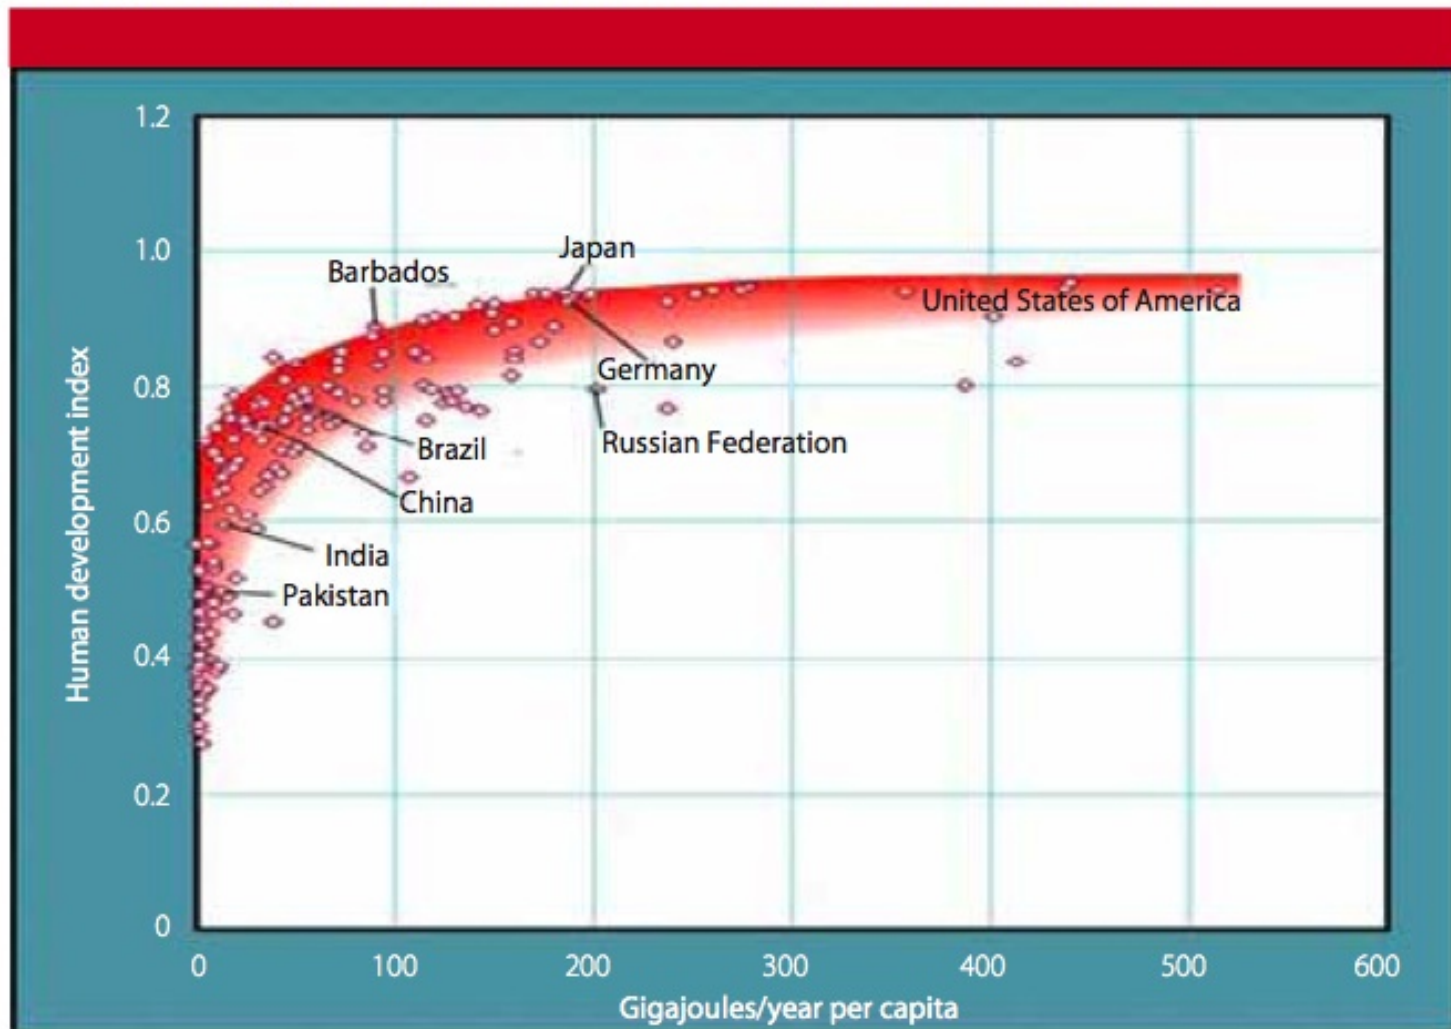 1.2
1.0
0.8
0.6
0.4
0.2
0
Human development index
Japan
Barbados
United States of America
Germany
Brazil
Russian Federation
China
India
Pakistan
0 100 200 300 400 500 600
Gigajoules/year per capita